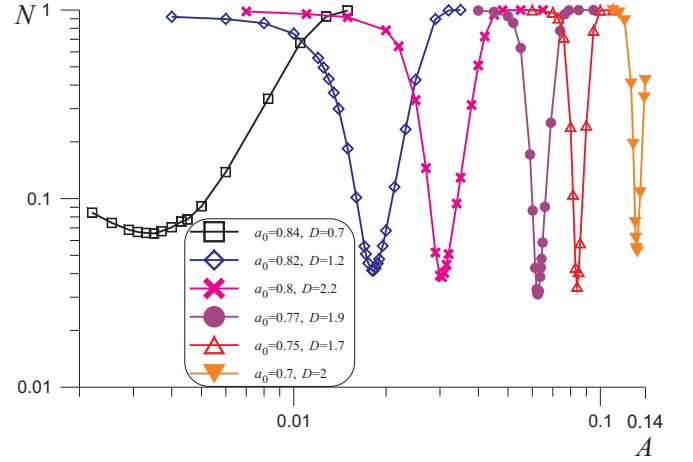 N
1
0.1
0.01
a0=0.84, D=0.7
a0=0.82, D=1.2
a0=0.8, D=2.2
a0=0.77, D=1.9
a0=0.75, D=1.7
a0=0.7, D=2
0.01
0.1
0.14
A